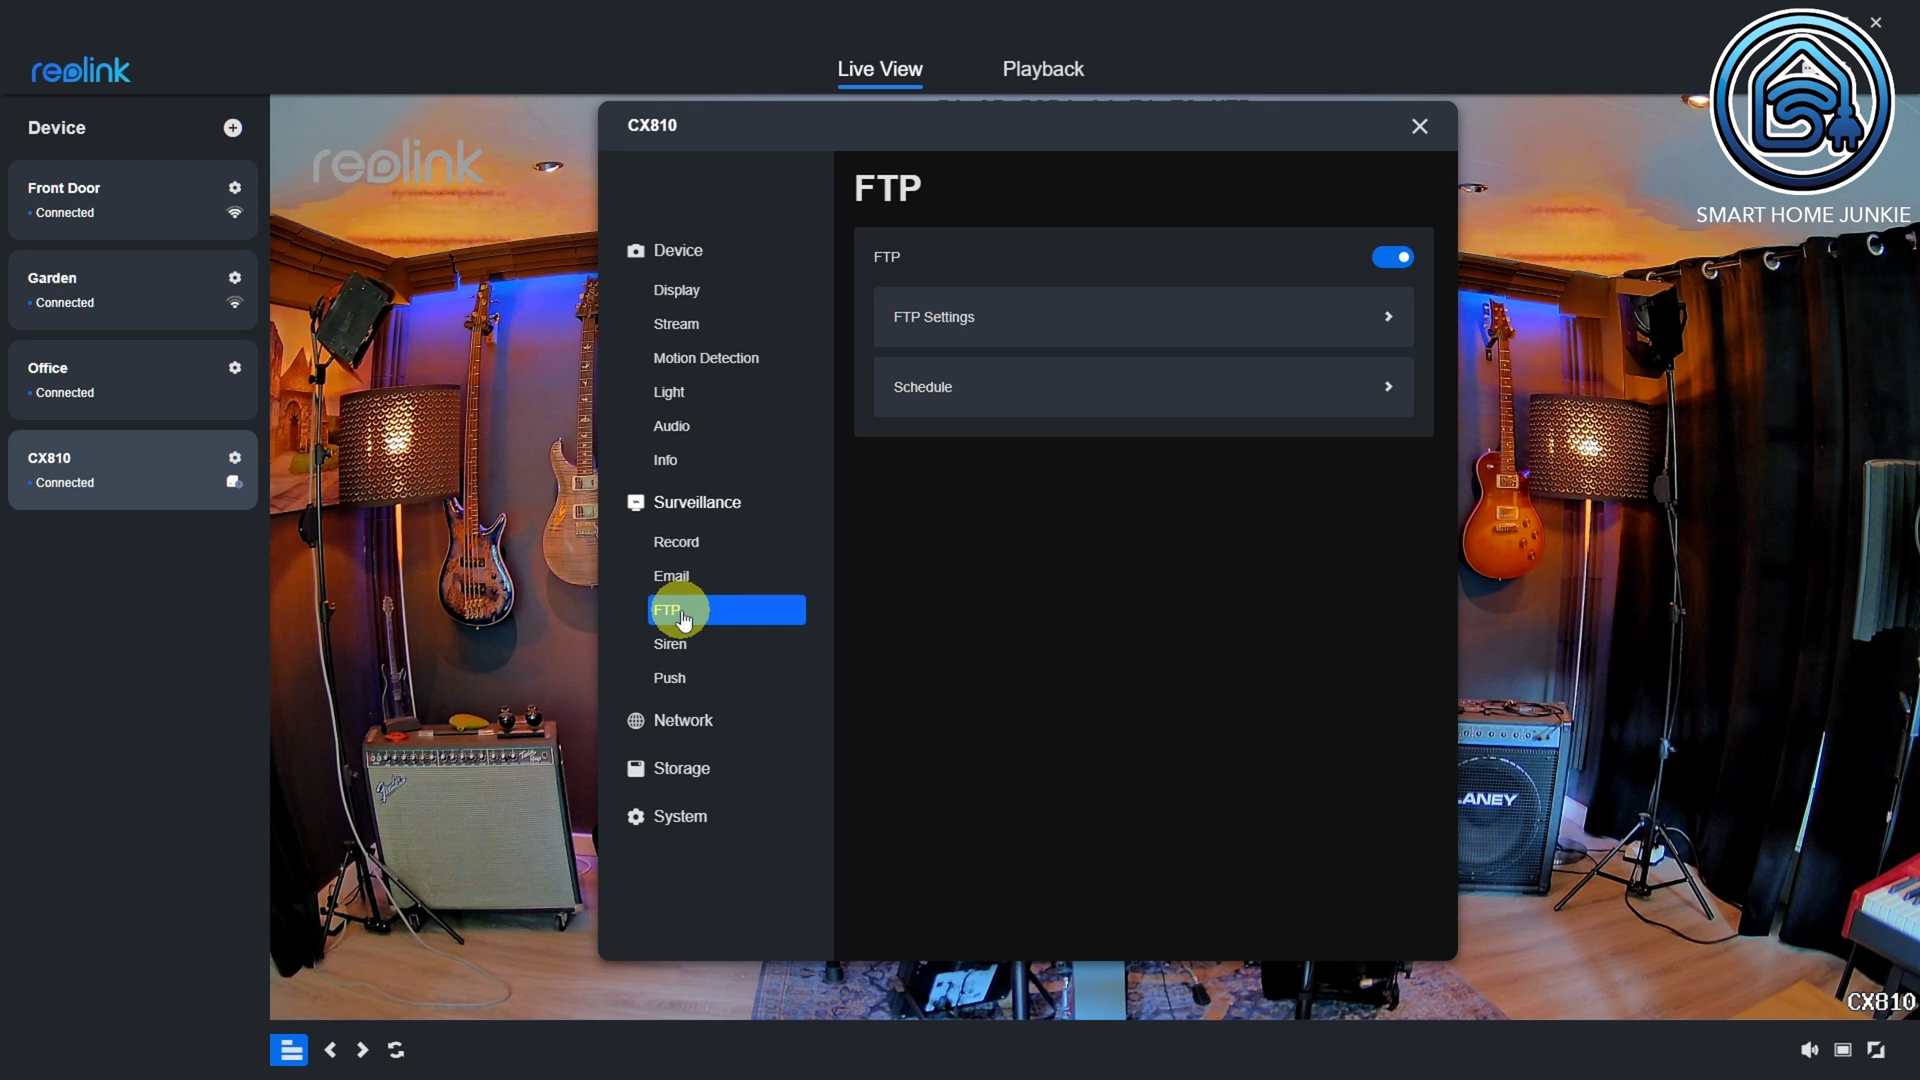 reolink
Live View
Playback
Device
Front Door
Connected
Garden
Connected
Office
Connected
CX810
Connected
reolink
CX810
Device
Display
Stream
Motion Detection
Light
Audio
Info
Surveillance
Record
Email
FTP
Siren
Push
Network
Storage
System
FTP
FTP
FTP Settings
Schedule
SMART HOME JUNKIE
Fender
LANEY
CX810